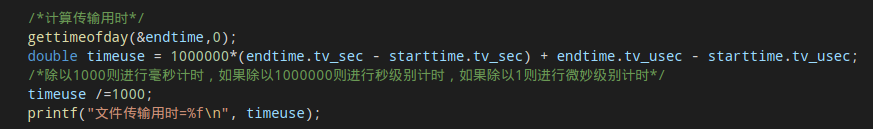 /*计算传输用时*/
gettimeofday(&endtime,0);
double timeuse = 1000000*(endtime.tv_sec - starttime.tv_sec) + endtime.tv_usec - starttime.tv_usec;
/*除以1000则进行毫秒计时，如果除以1000000则进行秒级别计时，如果除以1则进行微妙级别计时*/
timeuse /=1000;
printf("文件传输用时=%f\n", timeuse);